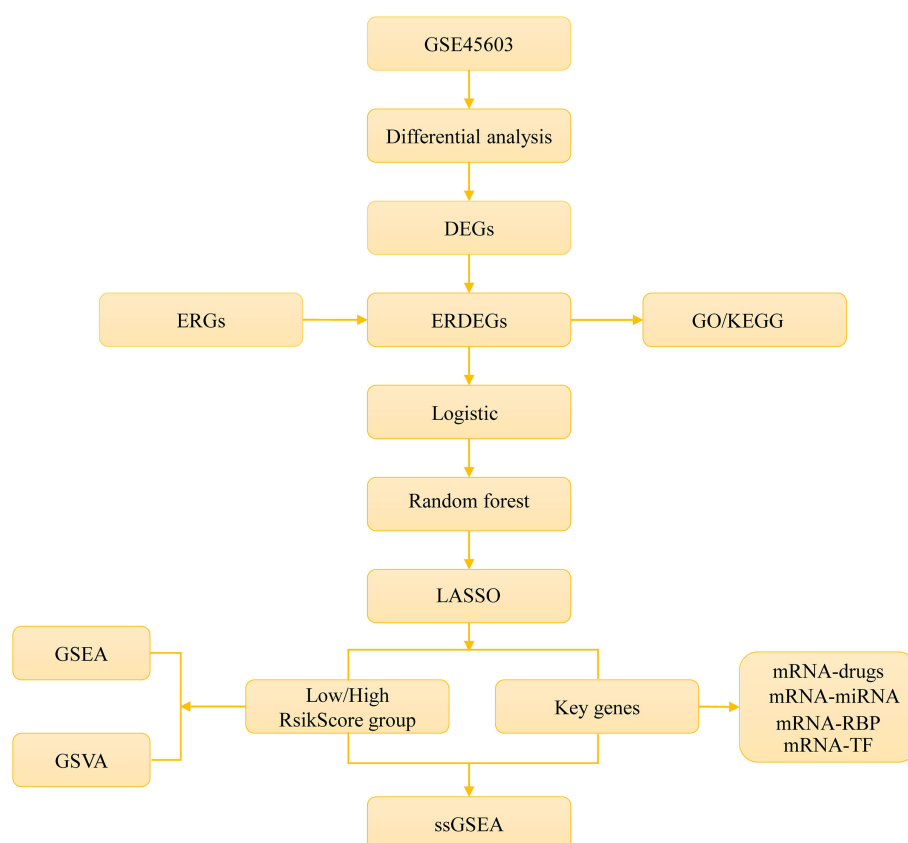 GSE45603
Differential analysis
DEGs
ERGs
ERDEGs
GO/KEGG
Logistic
Random forest
LASSO
GSEA
GSVA
Low/High
RsikScore group
Key genes
mRNA-drugs
mRNA-miRNA
mRNA-RBP
mRNA-TF
ssGSEA